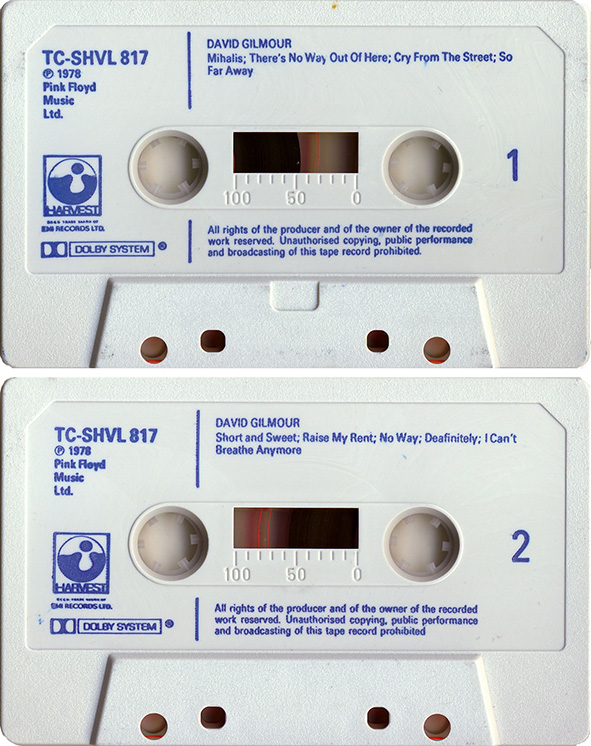 TC-SHVL 817
℗ 1978
Pink Floyd
Music
Ltd.
DAVID GILMOUR
Mihalis; There's No Way Out Of Here; Cry From The Street; So
Far Away
1
100 50 0
HARVEST
EMI RECORDS LTD.
DOLBY SYSTEM ®
All rights of the producer and of the owner of the recorded
work reserved. Unauthorised copying, public performance
and broadcasting of this tape record prohibited.
TC-SHVL 817
℗ 1978
Pink Floyd
Music
Ltd.
DAVID GILMOUR
Short and Sweet; Raise My Rent; No Way; Deafinitely; I Can't
Breathe Anymore
2
100 50 0
HARVEST
EMI RECORDS LTD.
DOLBY SYSTEM ®
All rights of the producer and of the owner of the recorded
work reserved. Unauthorised copying, public performance
and broadcasting of this tape record prohibited